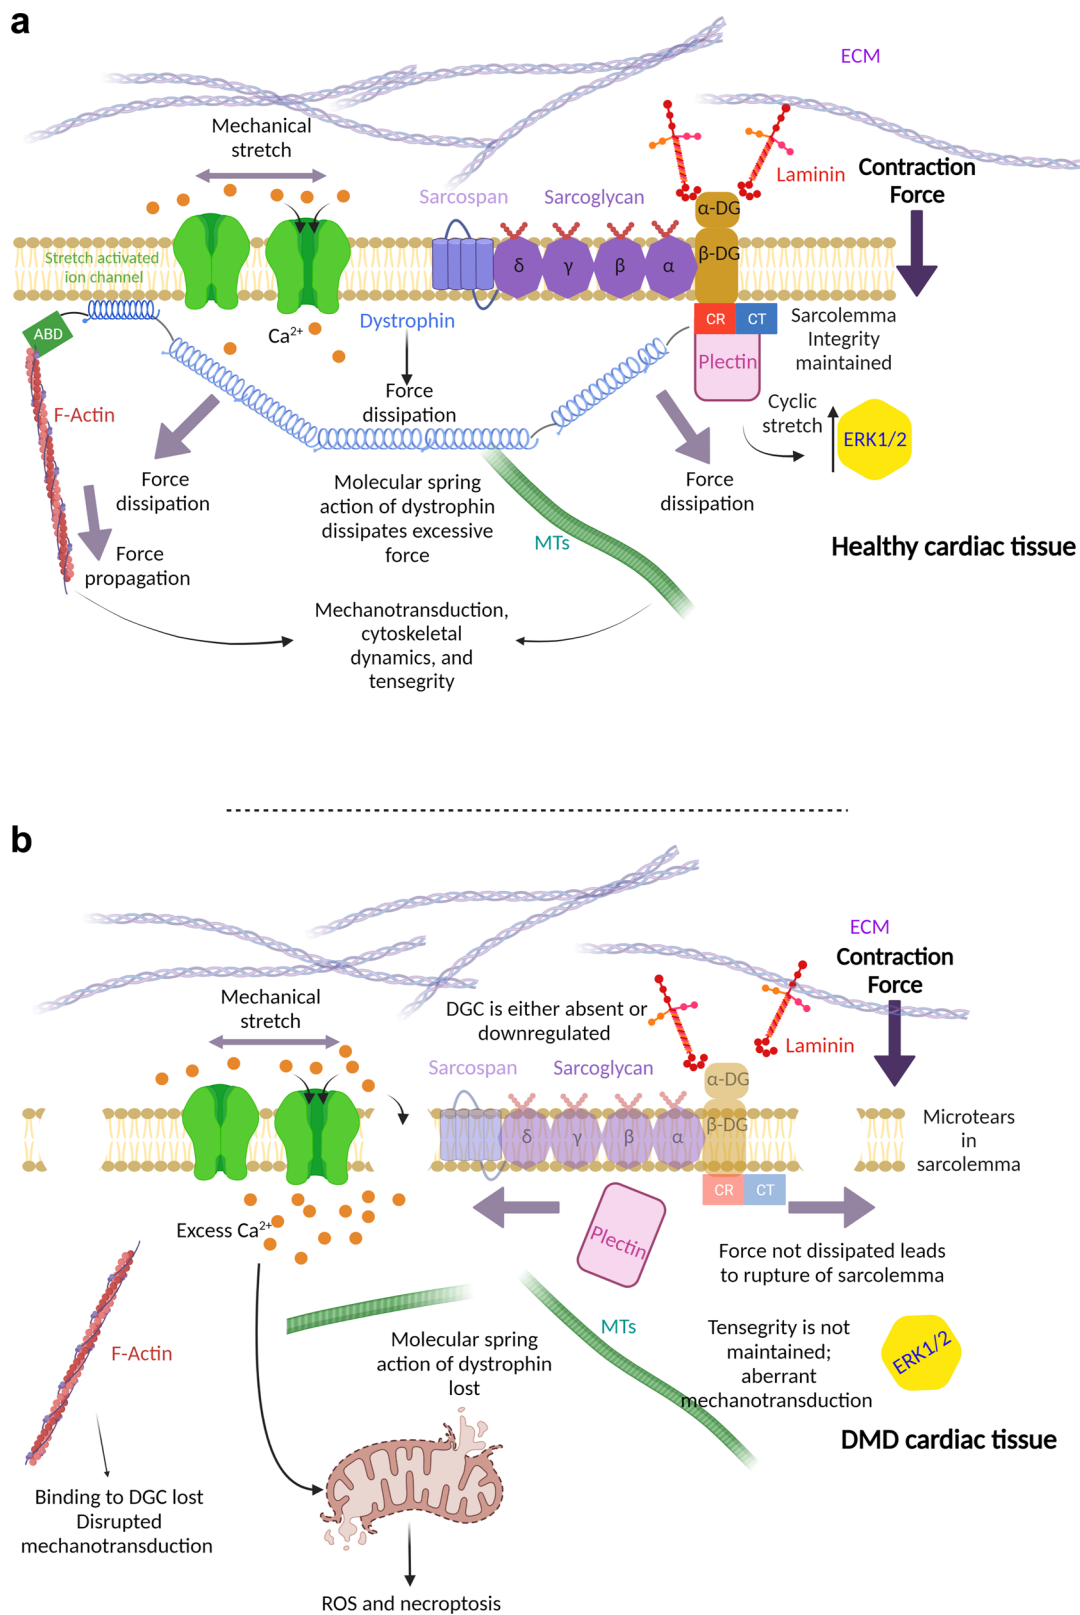 a
ECM
Mechanical
stretch
Laminin
Contraction
Force
Sarcospan
Sarcoglycan
α-DG
Stretch activated
ion channel
δ
γ
β
α
β-DG
ABD
Ca2+
Dystrophin
CR
CT
Sarcolemma
Integrity
maintained
Plectin
Force
dissipation
F-Actin
Cyclic
stretch
ERK1/2
Force
dissipation
Molecular spring
action of dystrophin
dissipates excessive
force
Force
dissipation
MTs
Healthy cardiac tissue
Force
propagation
Mechanotransduction,
cytoskeletal
dynamics, and
tensegrity
b
ECM
Contraction
Force
Mechanical
stretch
DGC is either absent or
downregulated
Laminin
Sarcospan
Sarcoglycan
α-DG
δ
γ
β
α
β-DG
Microtears
in
sarcolemma
CR
CT
Excess Ca2+
Plectin
Force not dissipated leads
to rupture of sarcolemma
F-Actin
MTs
Molecular spring
action of dystrophin
lost
Tensegrity is not
maintained;
aberrant
mechanotransduction
ERK1/2
DMD cardiac tissue
Binding to DGC lost
Disrupted
mechanotransduction
ROS and necroptosis